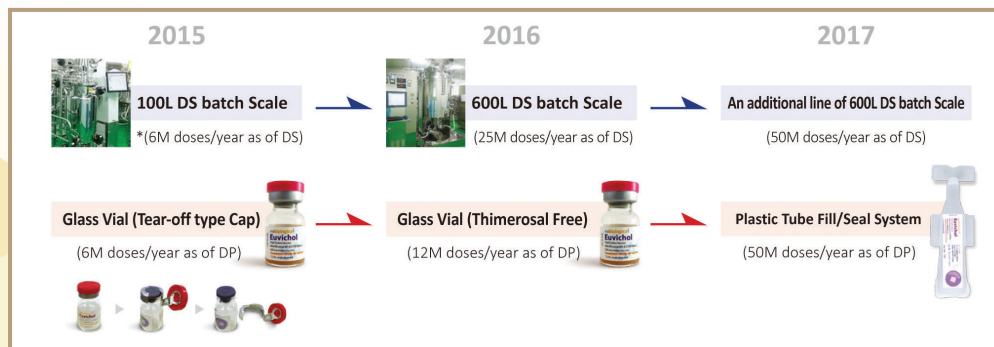 2015
2016
2017
100L DS batch Scale
600L DS batch Scale
An additional line of 600L DS batch Scale
*(6M doses/year as of DS)
(25M doses/year as of DS)
(50M doses/year as of DS)
Glass Vial (Tear-off type Cap)
Glass Vial (Thimerosal Free)
Plastic Tube Fill/Seal System
(6M doses/year as of DP)
(12M doses/year as of DP)
(50M doses/year as of DP)
Euvichol
Euvichol